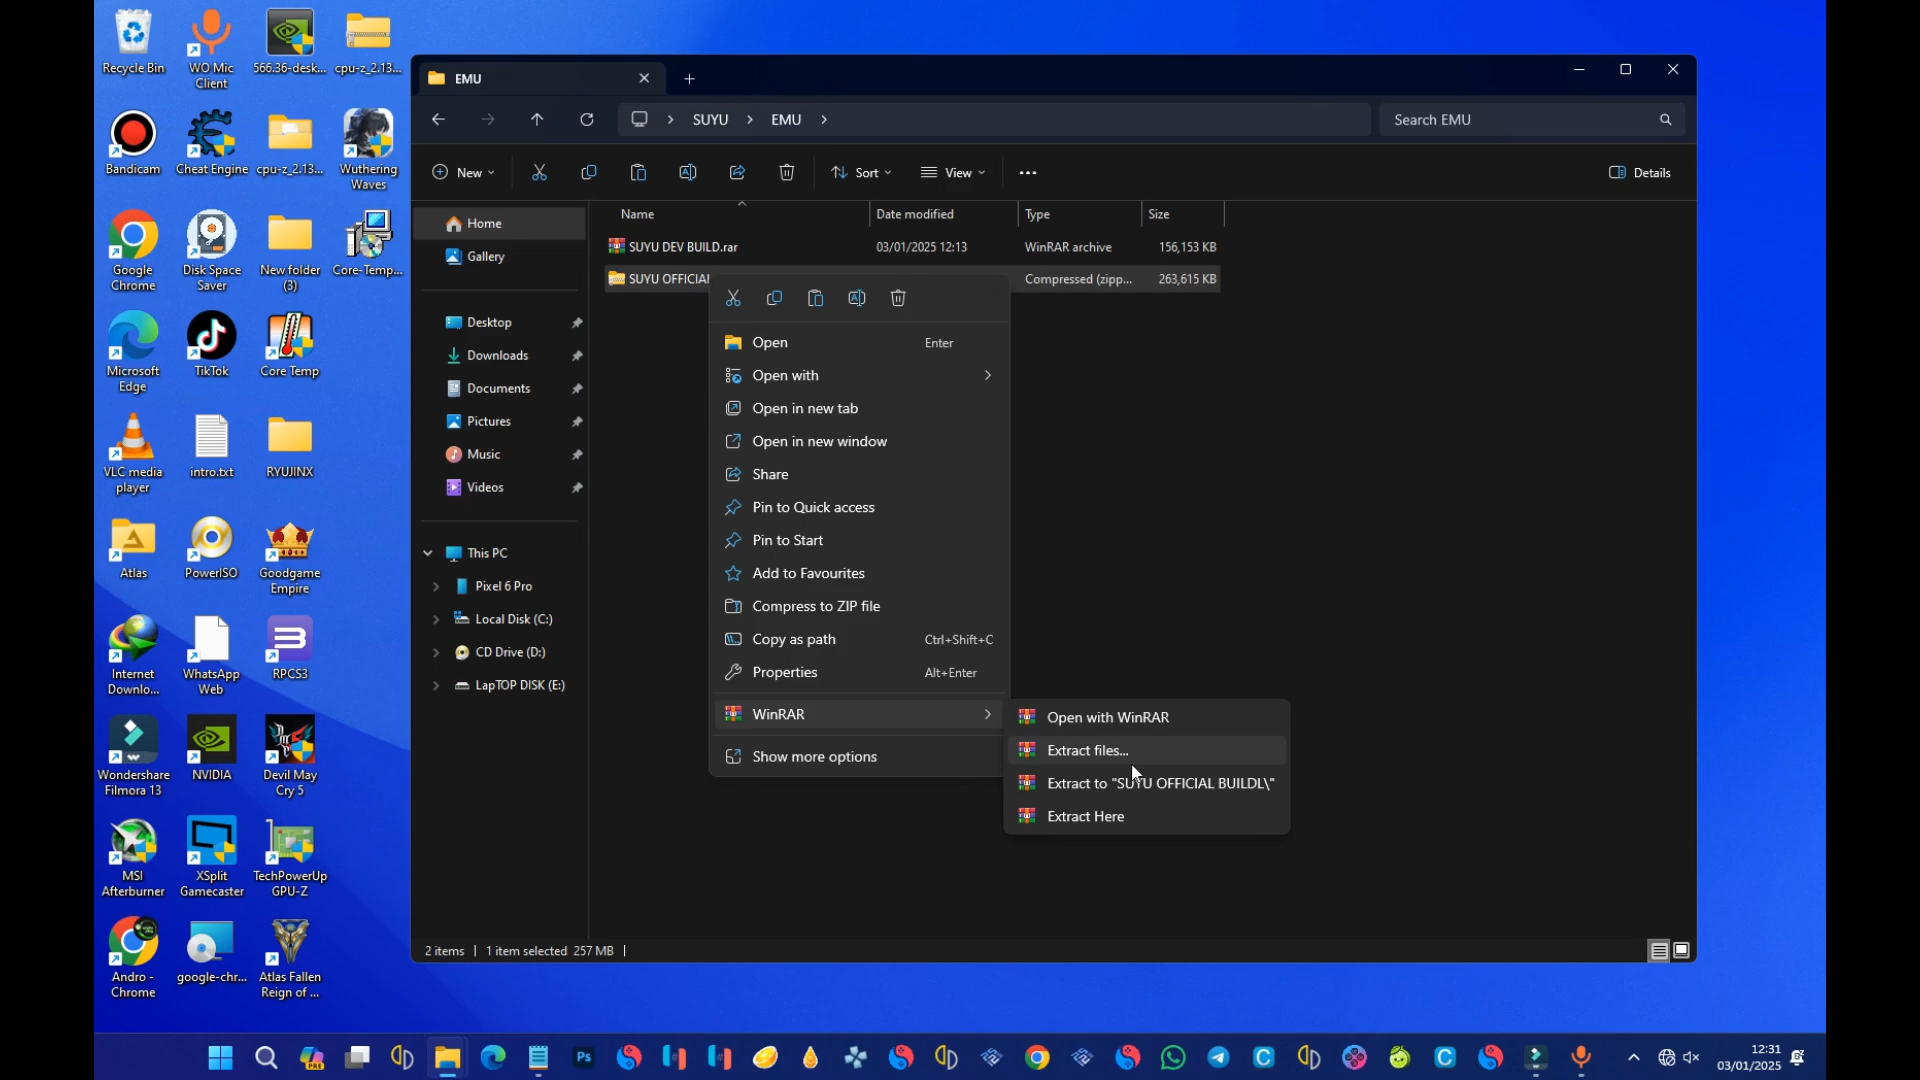 Recycle Bin
WO Mic
Client
566.36-desk...
cpu-z_2.13...
Bandicam
Cheat Engine
cpu-z_2.13...
Wuthering
Waves
Google
Chrome
Disk Space
Saver
New folder
(3)
Core-Temp...
Microsoft
Edge
TikTok
Core Temp
VLC media
player
intro.txt
RYUJINX
Atlas
PowerISO
Goodgame
Empire
Internet
Downlo...
WhatsApp
Web
RPCS3
Wondershare
Filmora 13
NVIDIA
Devil May
Cry 5
MSI
Afterburner
XSplit
Gamecaster
TechPowerUp
GPU-Z
Andro -
Chrome
google-chr...
Atlas Fallen
Reign of ...
EMU
SUYU > EMU >
Search EMU
New
Sort
View
Details
Home
Gallery
Desktop
Downloads
Documents
Pictures
Music
Videos
This PC
Pixel 6 Pro
Local Disk (C:)
CD Drive (D:)
LapTOP DISK (E:)
Name Date modified Type Size
SUYU DEV BUILD.rar 03/01/2025 12:13 WinRAR archive 156,153 KB
SUYU OFFICIAL Compressed (zipp... 263,615 KB
Open Enter
Open with
Open in new tab
Open in new window
Share
Pin to Quick access
Pin to Start
Add to Favourites
Compress to ZIP file
Copy as path Ctrl+Shift+C
Properties Alt+Enter
WinRAR
Show more options
Open with WinRAR
Extract files...
Extract to "SUYU OFFICIAL BUILDL\"
Extract Here
2 items | 1 item selected 257 MB |
PRE
Ps
12:31
03/01/2025